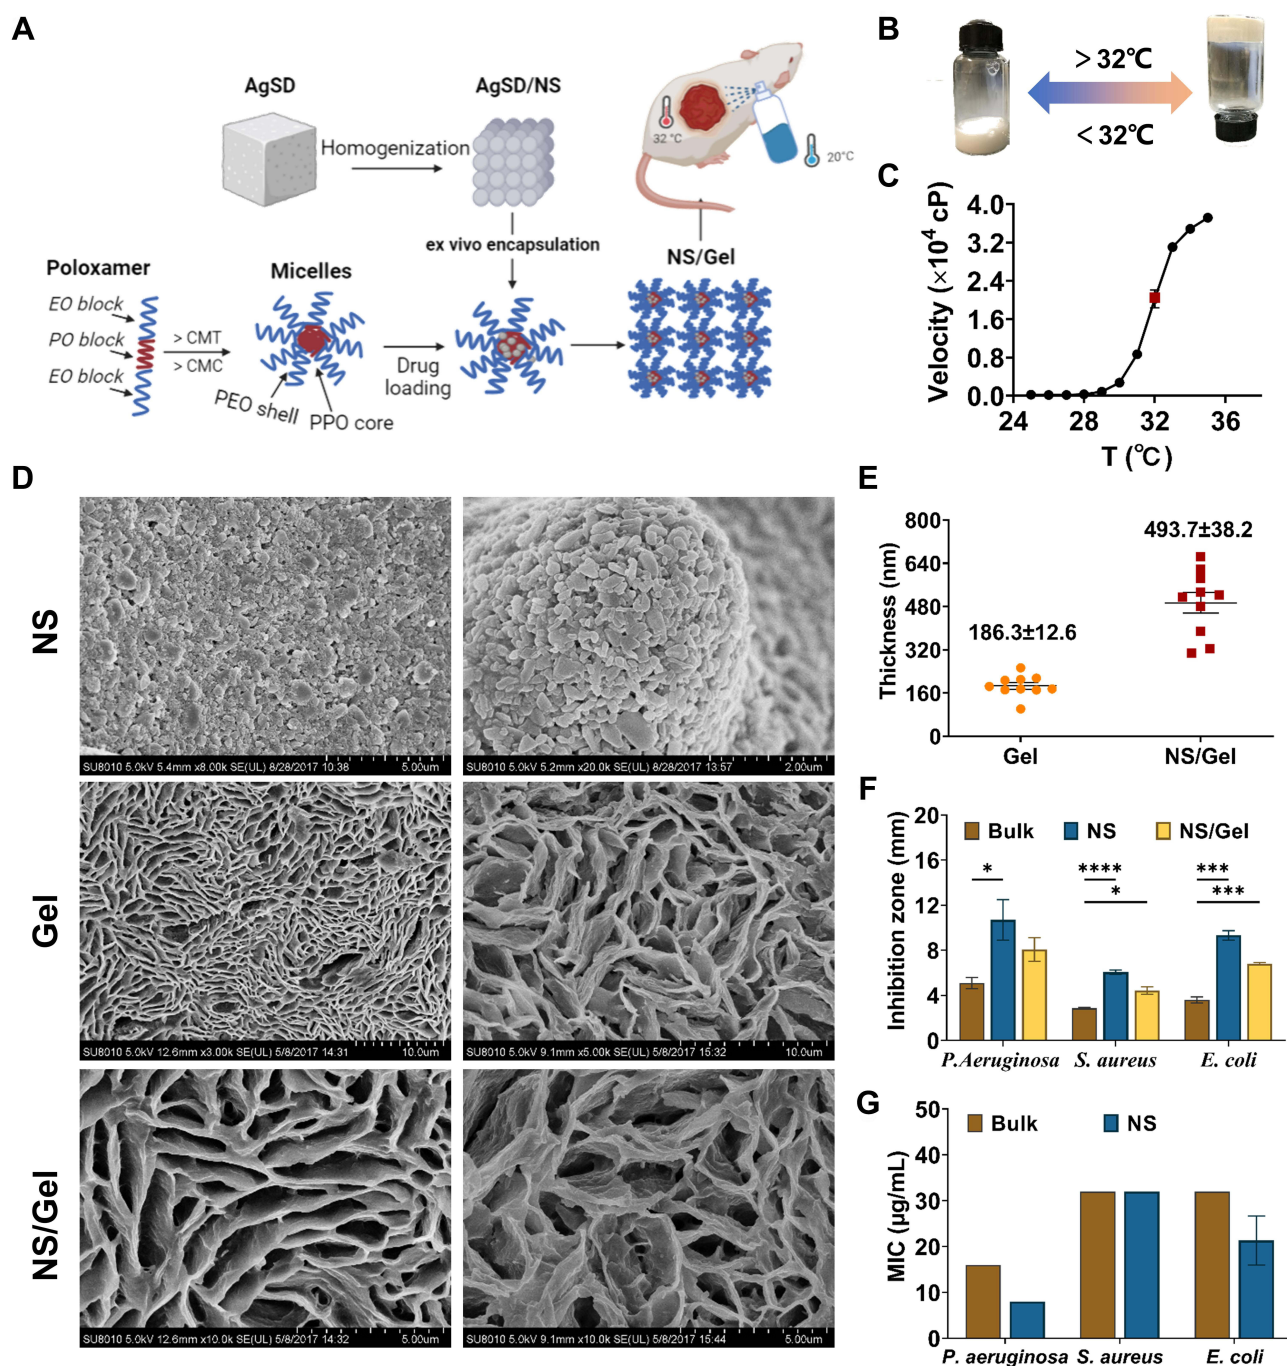 A
AgSD
Homogenization
AgSD/NS
32 °C
20°C
ex vivo encapsulation
Poloxamer
EO block
PO block
EO block
> CMT
> CMC
Micelles
PEO shell
PPO core
Drug
loading
NS/Gel
B
> 32℃
< 32℃
C
Velocity (×10⁴ cP)
4.0
3.2
2.4
1.6
0.8
0.0
24 28 32 36
T (℃)
D
NS
SU8010 5.0kV 5.4mm x8.00k SE(UL) 8/28/2017 10:38 5.00um
SU8010 5.0kV 5.2mm x20.0k SE(UL) 8/28/2017 13:57 2.00um
Gel
SU8010 5.0kV 12.6mm x3.00k SE(UL) 5/8/2017 14:31 10.0um
SU8010 5.0kV 9.1mm x5.00k SE(UL) 5/8/2017 15:32 10.0um
NS/Gel
SU8010 5.0kV 12.6mm x10.0k SE(UL) 5/8/2017 14:32 5.00um
SU8010 5.0kV 9.1mm x10.0k SE(UL) 5/8/2017 15:44 5.00um
E
Thickness (nm)
800
640
480
320
160
0
186.3±12.6
493.7±38.2
Gel NS/Gel
F
Inhibition zone (mm)
20
16
12
8
4
0
Bulk NS NS/Gel
* **** * *** ***
P.Aeruginosa S. aureus E. coli
G
MIC (μg/mL)
50
40
30
20
10
0
Bulk NS
P. aeruginosa S. aureus E. coli